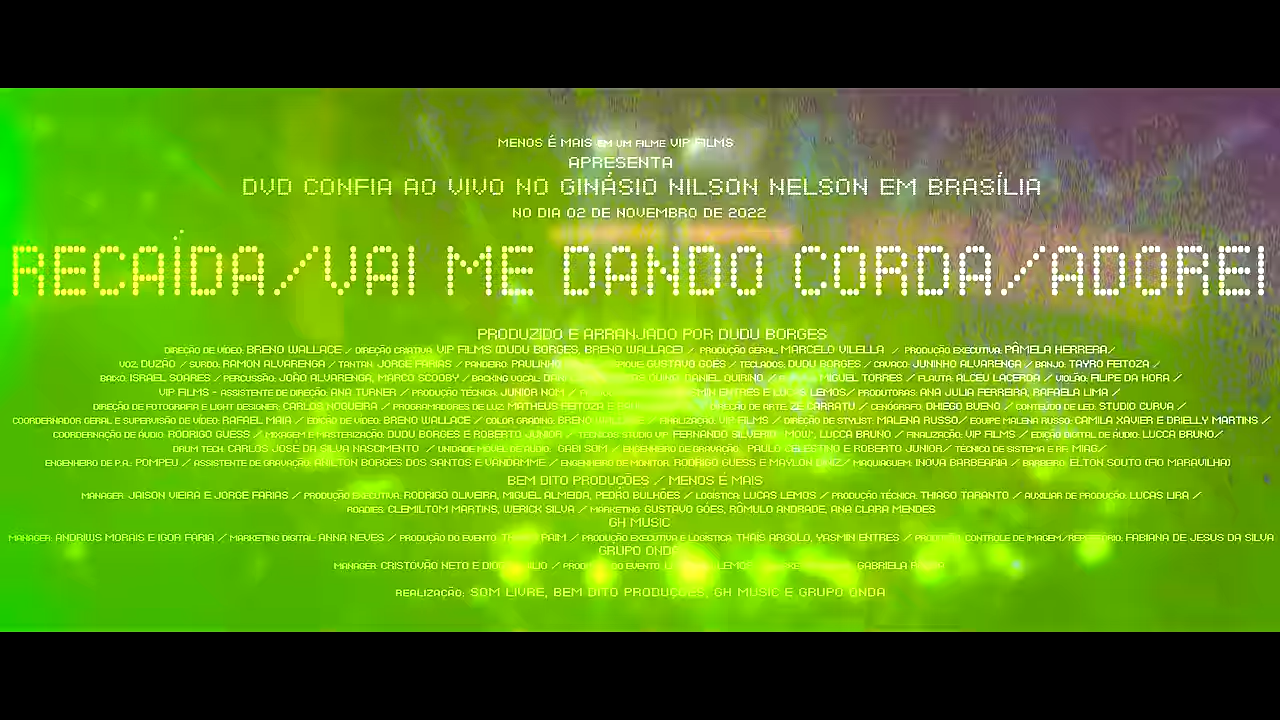 MENOS É MAIS EM UM FILME VIP FILMS
APRESENTA
DVD CONFIA AO VIVO NO GINÁSIO NILSON NELSON EM BRASÍLIA
NO DIA 02 DE NOVEMBRO DE 2022
RECAÍDA/VAI ME DANDO CORDA/ADOREI
PRODUZIDO E ARRANJADO POR DUDU BORGES
DIREÇÃO DE VÍDEO: BRENO WALLACE / DIREÇÃO CRIATIVA: VIP FILMS (DUDU BORGES, BRENO WALLACE) / PRODUÇÃO GERAL: MARCELO VILELLA / PRODUÇÃO EXECUTIVA: PÂMELA HERRERA/
VOZ: DUZÃO / SURDO: RAMON ALVARENGA / TANTAN: JORGE FARIAS / PANDEIRO: PAULINHO GUSTAVO GÓES / TECLADOS: DUDU BORGES / CAVACO: JUNINHO ALVARENGA / BANJO: TAYRO FEITOZA /
BAIXO: ISRAEL SOARES / PERCUSSÃO: JOÃO ALVARENGA, MARCO SCOOBY / BACKING VOCAL: DANIEL QUIRINO / MIGUEL TORRES / FLAUTA: ALCEU LACERDA / VIOLÃO: FILIPE DA HORA /
VIP FILMS - ASSISTENTE DE DIREÇÃO: ANA TURNER / PRODUÇÃO TÉCNICA: JUNIOR NOM / ENTRES E LUCAS LEMOS/ PRODUTORAS: ANA JULIA FERREIRA, RAFAELA LIMA /
DIREÇÃO DE FOTOGRAFIA E LIGHT DESIGNER: CARLOS NOGUEIRA / PROGRAMADORES DE LUZ: MATHEUS FEITOZA E DIREÇÃO DE ARTE: ZÉ CARRATU / CENÓGRAFO: DHIEGO BUENO / CONTEÚDO DE LED: STUDIO CURVA /
COORDERNADOR GERAL E SUPERVISÃO DE VÍDEO: RAFAEL MAIA / EDIÇÃO DE VÍDEO: BRENO WALLACE / COLOR GRADING: BRENO WALLACE / FINALIZAÇÃO: VIP FILMS / DIREÇÃO DE STYLIST: MALENA RUSSO/ EQUIPE MALENA RUSSO: CAMILA XAVIER E DRIELLY MARTINS /
COORDERNAÇÃO DE ÁUDIO: RODRIGO GUESS / MIXAGEM E MASTERIZAÇÃO: DUDU BORGES E ROBERTO JUNIOR / TÉCNICOS STUDIO VIP: FERNANDO SILVERIO "MOW", LUCCA BRUNO / FINALIZAÇÃO: VIP FILMS / EDIÇÃO DIGITAL DE ÁUDIO: LUCCA BRUNO/
DRUM TECH: CARLOS JOSE DA SILVA NASCIMENTO / UNIDADE MÓVEL DE ÁUDIO: GABI SOM / ENGENHEIRO DE GRAVAÇÃO: PAULO CELESTINO E ROBERTO JUNIOR/ TÉCNICO DE SISTEMA E RF: MIAG/
ENGENHEIRO DE P.A.: POMPEU / ASSISTENTE DE GRAVAÇÃO: ANILTON BORGES DOS SANTOS E VANDAMME / ENGENHEIRO DE MONITOR: RODRIGO GUESS E MAYLON DINIZ/ MAQUIAGUEM: INOVA BARBEARIA / BARBEIRO: ELTON SOUTO (FIO MARAVILHA)
BEM DITO PRODUÇÕES / MENOS É MAIS
MANAGER: JAISON VIEIRA E JORGE FARIAS / PRODUÇÃO EXECUTIVA: RODRIGO OLIVEIRA, MIGUEL ALMEIDA, PEDRO BULHÕES / LOGÍSTICA: LUCAS LEMOS / PRODUÇÃO TÉCNICA: THIAGO TARANTO / AUXILIAR DE PRODUÇÃO: LUCAS LIRA /
ROADIES: CLEMILTOM MARTINS, WERICK SILVA / MARKETING: GUSTAVO GÓES, RÔMULO ANDRADE, ANA CLARA MENDES
GH MUSIC
MANAGER: ANDRIWS MORAIS E IGOR FARIA / MARKETING DIGITAL: ANNA NEVES / PRODUÇÃO DO EVENTO: PAIM / PRODUÇÃO EXECUTIVA E LOGÍSTICA: THAIS ARGOLO, YASMIN ENTRES / PRODUÇÃO, CONTROLE DE IMAGEM/REPERTÓRIO: FABIANA DE JESUS DA SILVA
GRUPO ONDA
MANAGER: CRISTOVÃO NETO E / PRODUÇÃO DO EVENTO: LEMOS GABRIELA
REALIZAÇÃO: SOM LIVRE, BEM DITO PRODUÇÕES, GH MUSIC E GRUPO ONDA